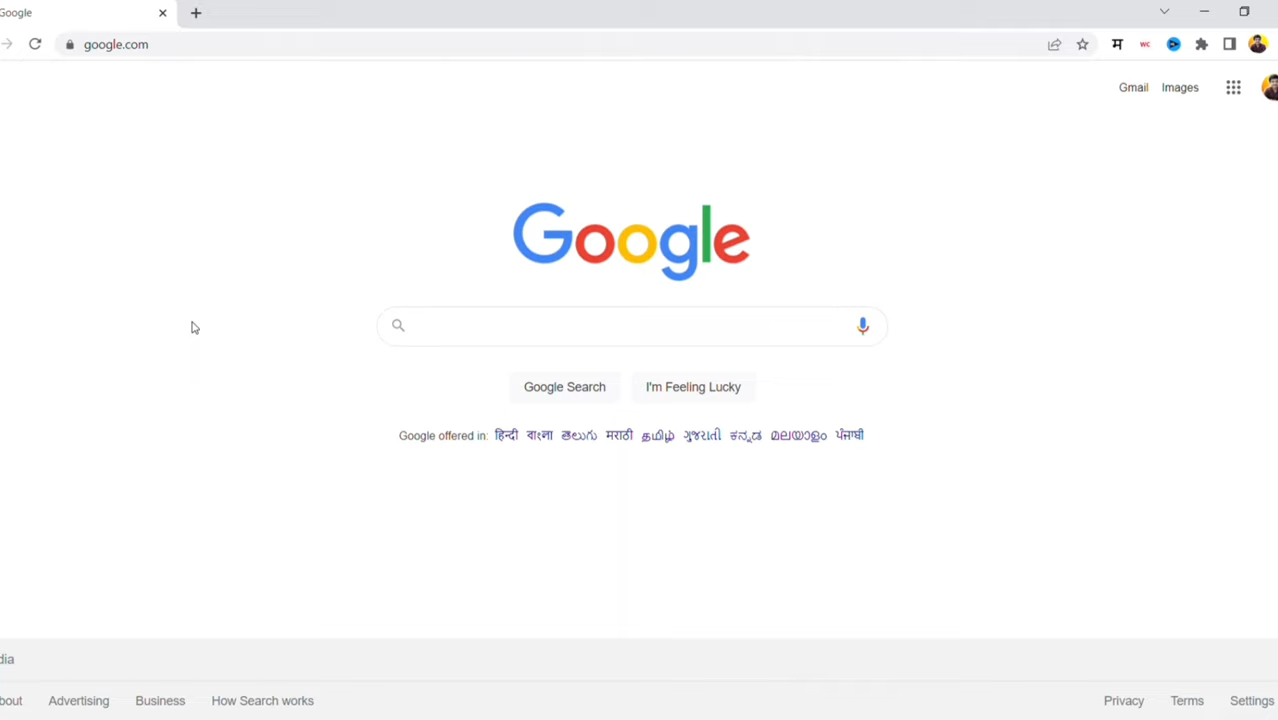 Google
google.com
म WC
Gmail Images
Google
Google Search I'm Feeling Lucky
Google offered in: हिन्दी বাংলা తెలుగు मराठी தமிழ் ગુજરાતી ಕನ್ನಡ മലയാളം ਪੰਜਾਬੀ
dia
bout Advertising Business How Search works Privacy Terms Settings